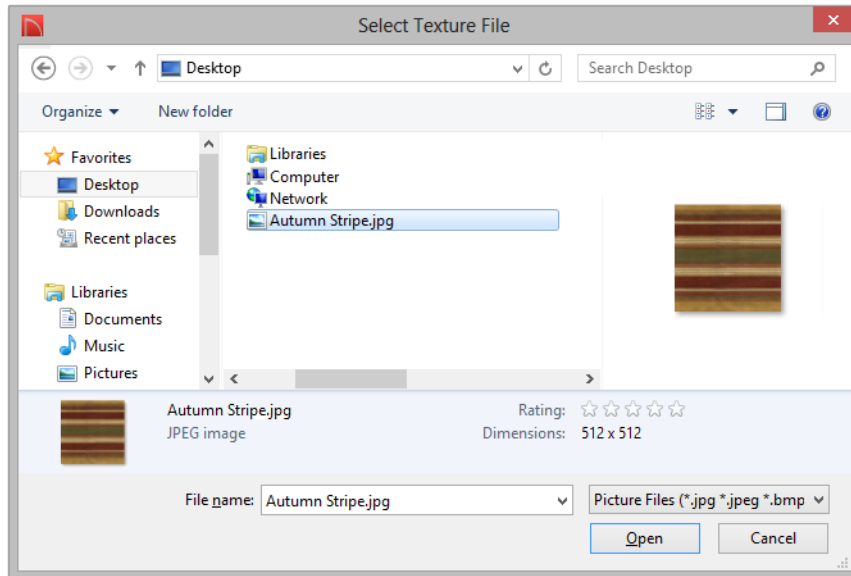 Select Texture File
Desktop
Search Desktop
Organize
New folder
Favorites
Desktop
Downloads
Recent places
Libraries
Documents
Music
Pictures
Libraries
Computer
Network
Autumn Stripe.jpg
Autumn Stripe.jpg
JPEG image
Rating:
Dimensions: 512 x 512
File name: Autumn Stripe.jpg
Picture Files (*.jpg *.jpeg *.bmp
Open
Cancel